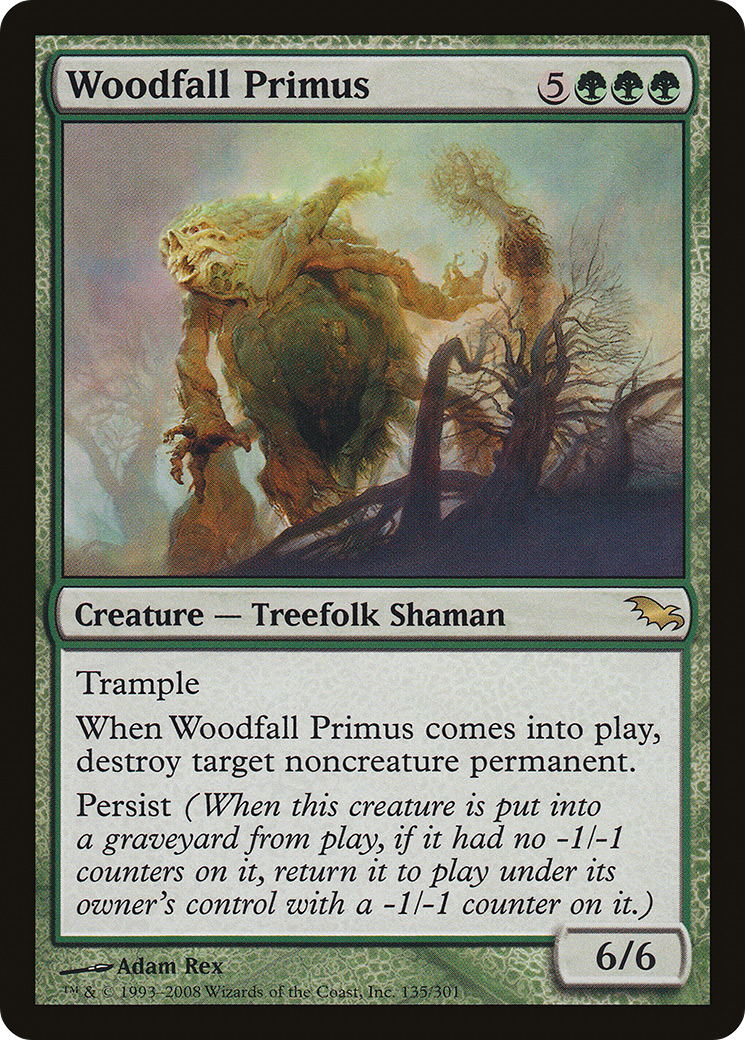 Woodfall Primus
5
Creature — Treefolk Shaman
Trample
When Woodfall Primus comes into play,
destroy target noncreature permanent.
Persist (When this creature is put into
a graveyard from play, if it had no -1/-1
counters on it, return it to play under its
owner's control with a -1/-1 counter on it.)
6/6
Adam Rex
™ & © 1993–2008 Wizards of the Coast, Inc. 135/301